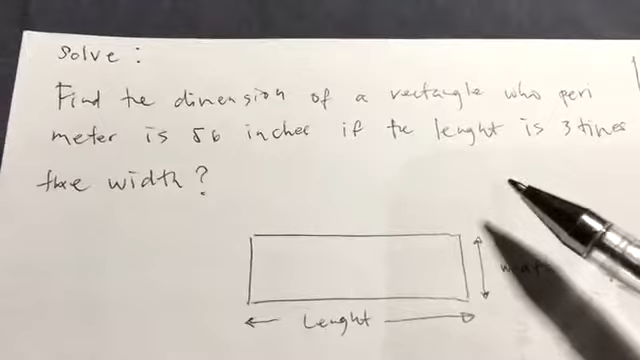 Solve :
Find the dimension of a rectangle who peri
meter is 56 inches if the lenght is 3 times
the width ?
Lenght